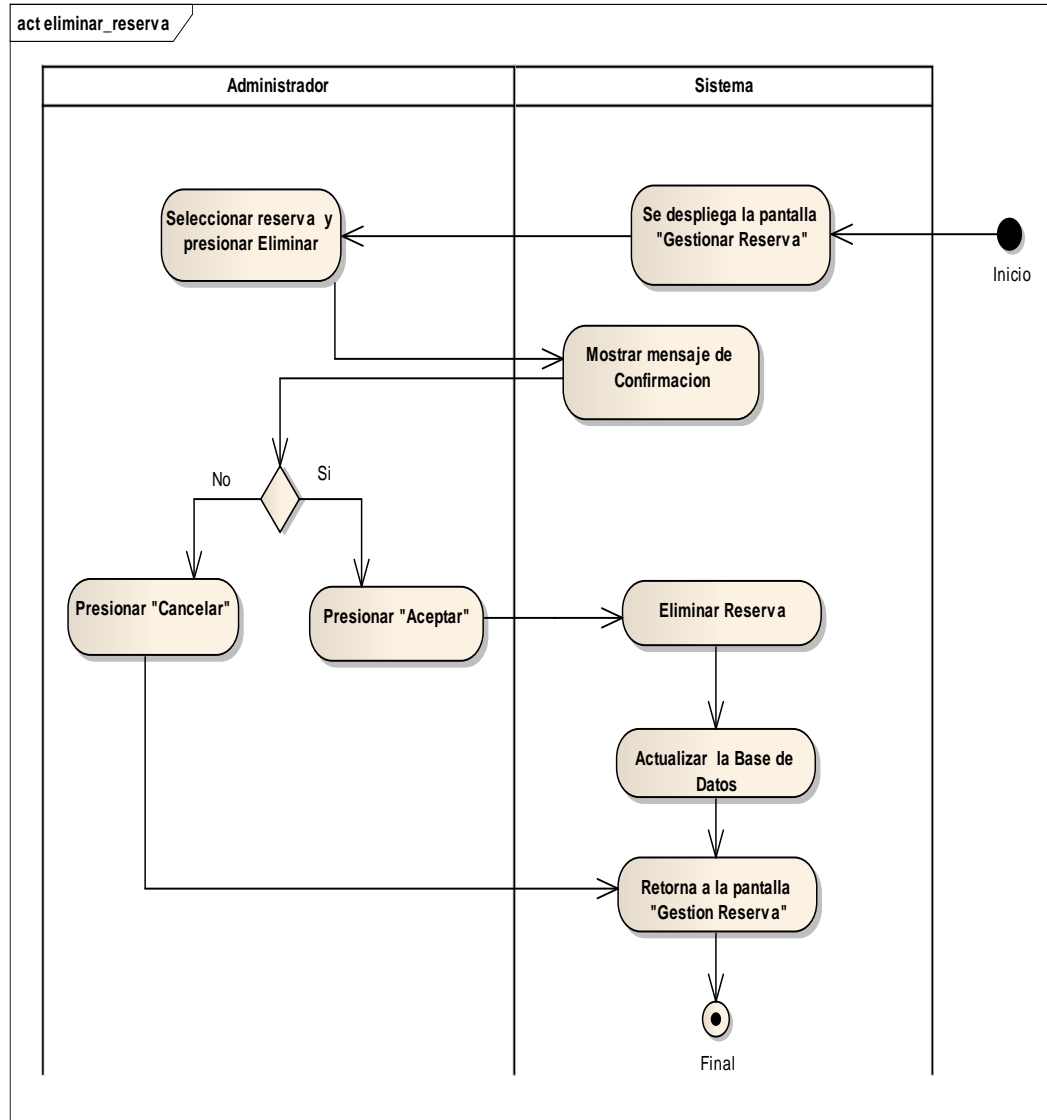 act eliminar_reserva
Administrador
Sistema
Seleccionar reserva y
presionar Eliminar
Se despliega la pantalla
"Gestionar Reserva"
Inicio
Mostrar mensaje de
Confirmacion
No
Si
Presionar "Cancelar"
Presionar "Aceptar"
Eliminar Reserva
Actualizar la Base de
Datos
Retorna a la pantalla
"Gestion Reserva"
Final